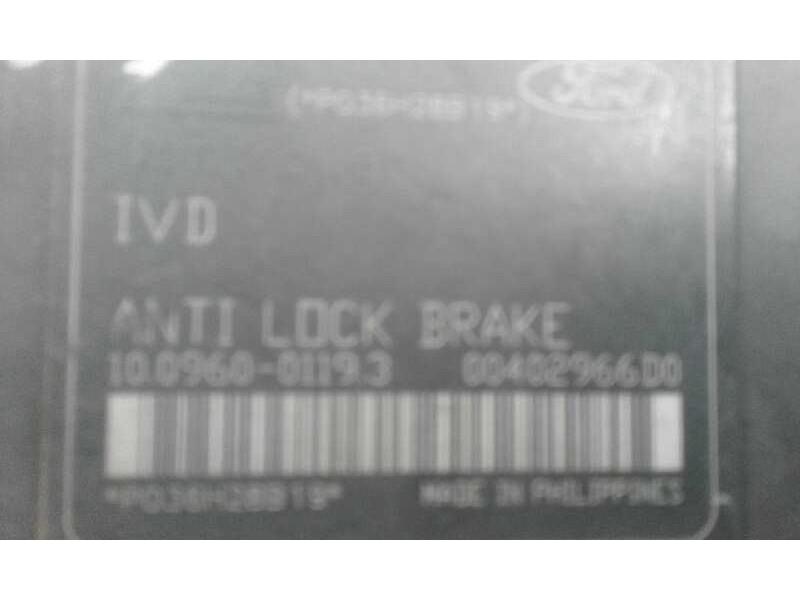 Ford
IVD
ANTI LOCK BRAKE
10.0960-0119.3 00402966D0
MADE IN PHILIPPINES